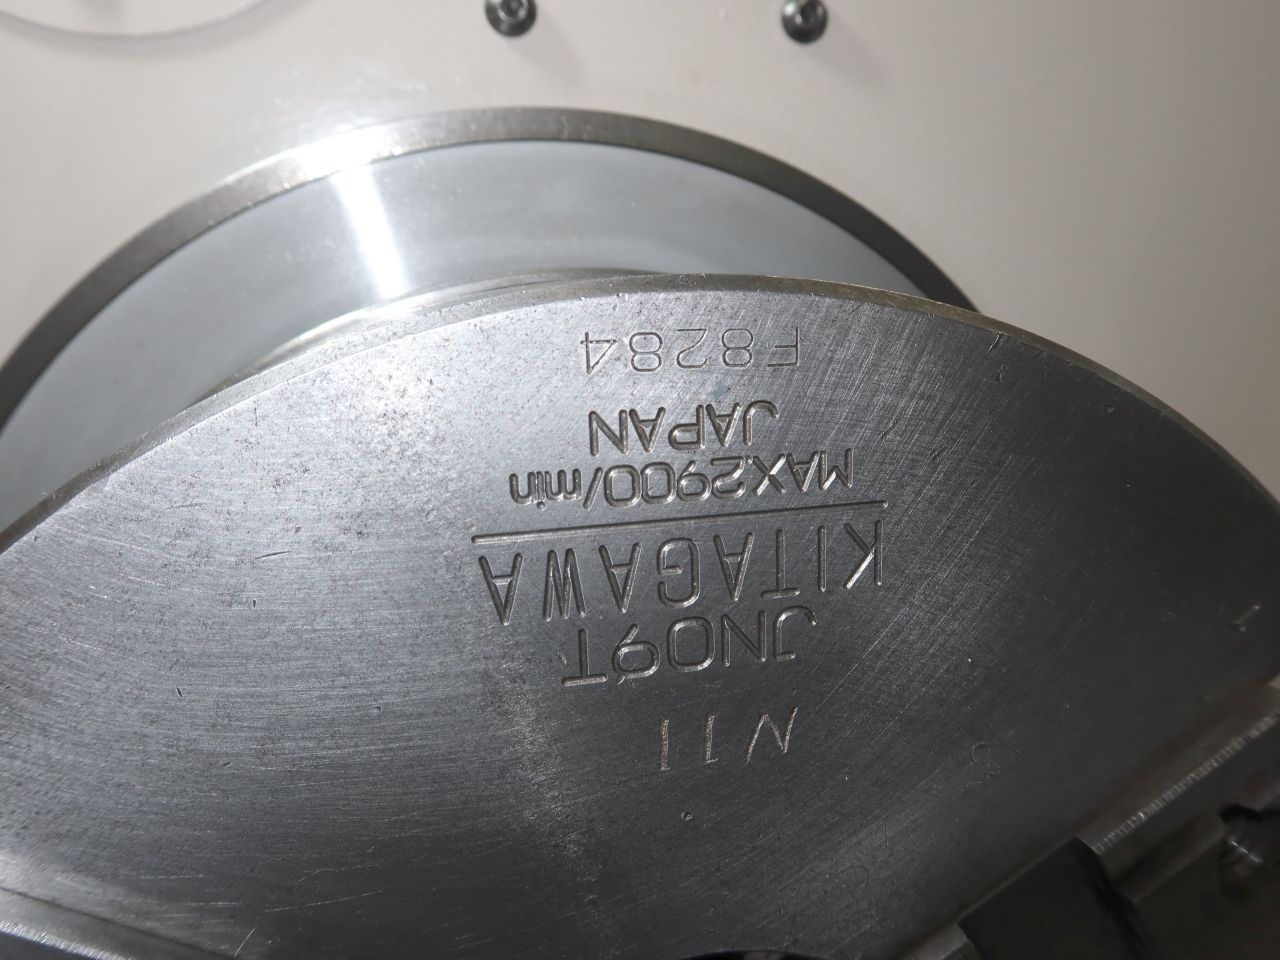 N11
JN09T
KITAGAWA
MAX.2900/min
JAPAN
F8284